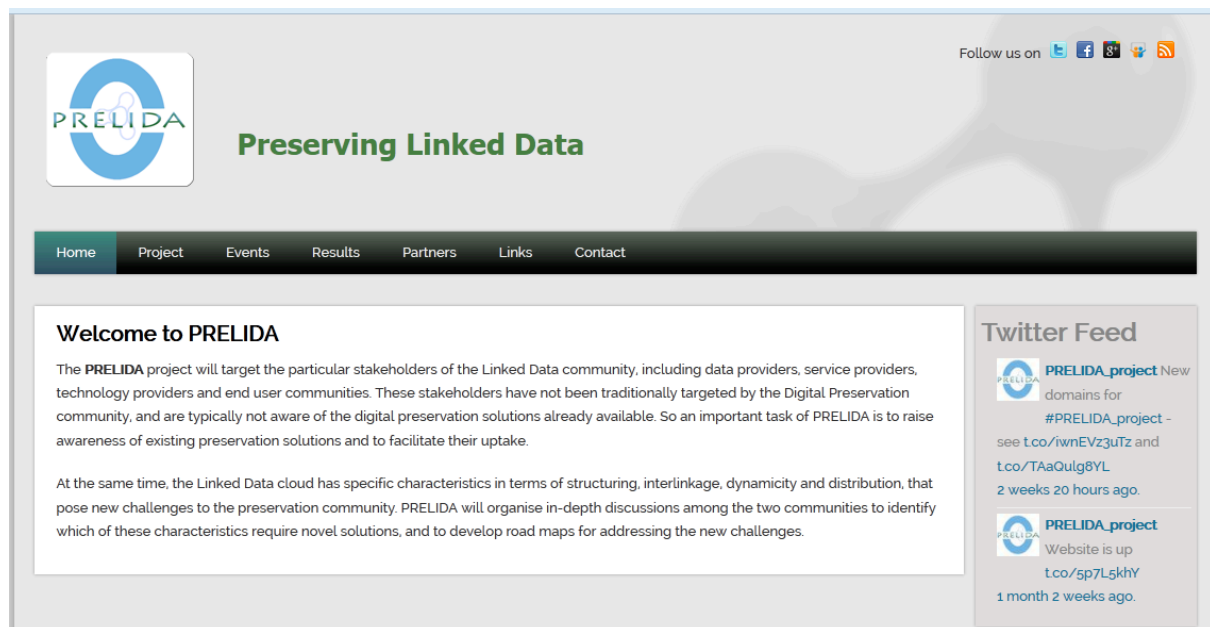 Follow us on
PRELIDA
Preserving Linked Data
Home Project Events Results Partners Links Contact
Welcome to PRELIDA
The PRELIDA project will target the particular stakeholders of the Linked Data community, including data providers, service providers,
technology providers and end user communities. These stakeholders have not been traditionally targeted by the Digital Preservation
community, and are typically not aware of the digital preservation solutions already available. So an important task of PRELIDA is to raise
awareness of existing preservation solutions and to facilitate their uptake.
At the same time, the Linked Data cloud has specific characteristics in terms of structuring, interlinkage, dynamicity and distribution, that
pose new challenges to the preservation community. PRELIDA will organise in-depth discussions among the two communities to identify
which of these characteristics require novel solutions, and to develop road maps for addressing the new challenges.
Twitter Feed
PRELIDA
PRELIDA_project New
domains for
#PRELIDA_project -
see t.co/iwnEVz3uTz and
t.co/TAaQulg8YL
2 weeks 20 hours ago.
PRELIDA
PRELIDA_project
Website is up
t.co/5p7L5khY
1 month 2 weeks ago.